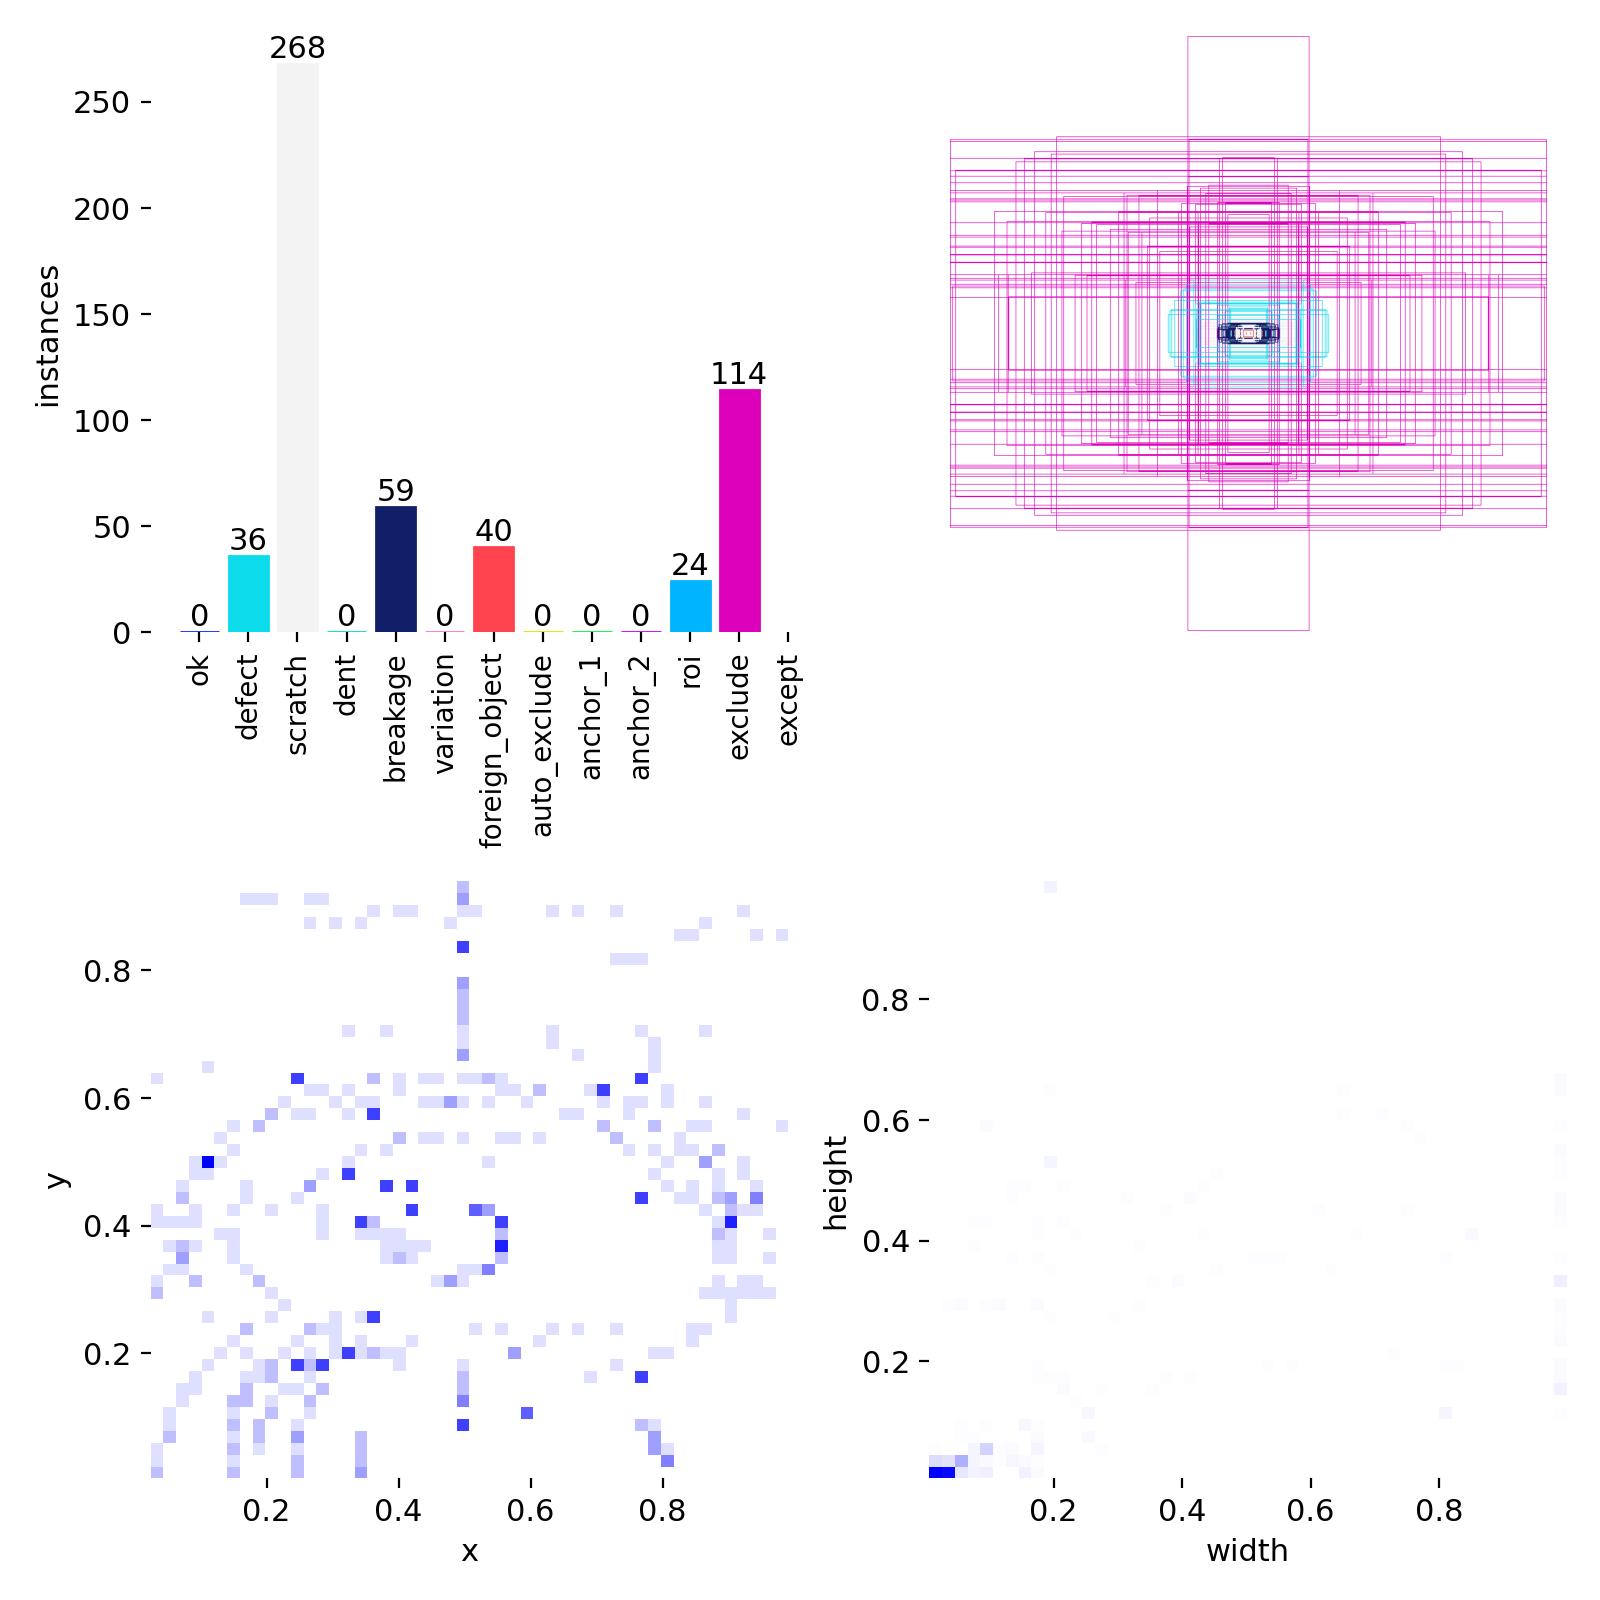 268
250
200
150
114
100
59
50
36
40
24
0
0
0
0
0
0
0
instances
ok
defect
scratch
dent
breakage
variation
foreign_object
auto_exclude
anchor_1
anchor_2
roi
exclude
except
0.8
0.6
0.4
0.2
y
0.2
0.4
0.6
0.8
x
0.8
0.6
0.4
0.2
height
0.2
0.4
0.6
0.8
width